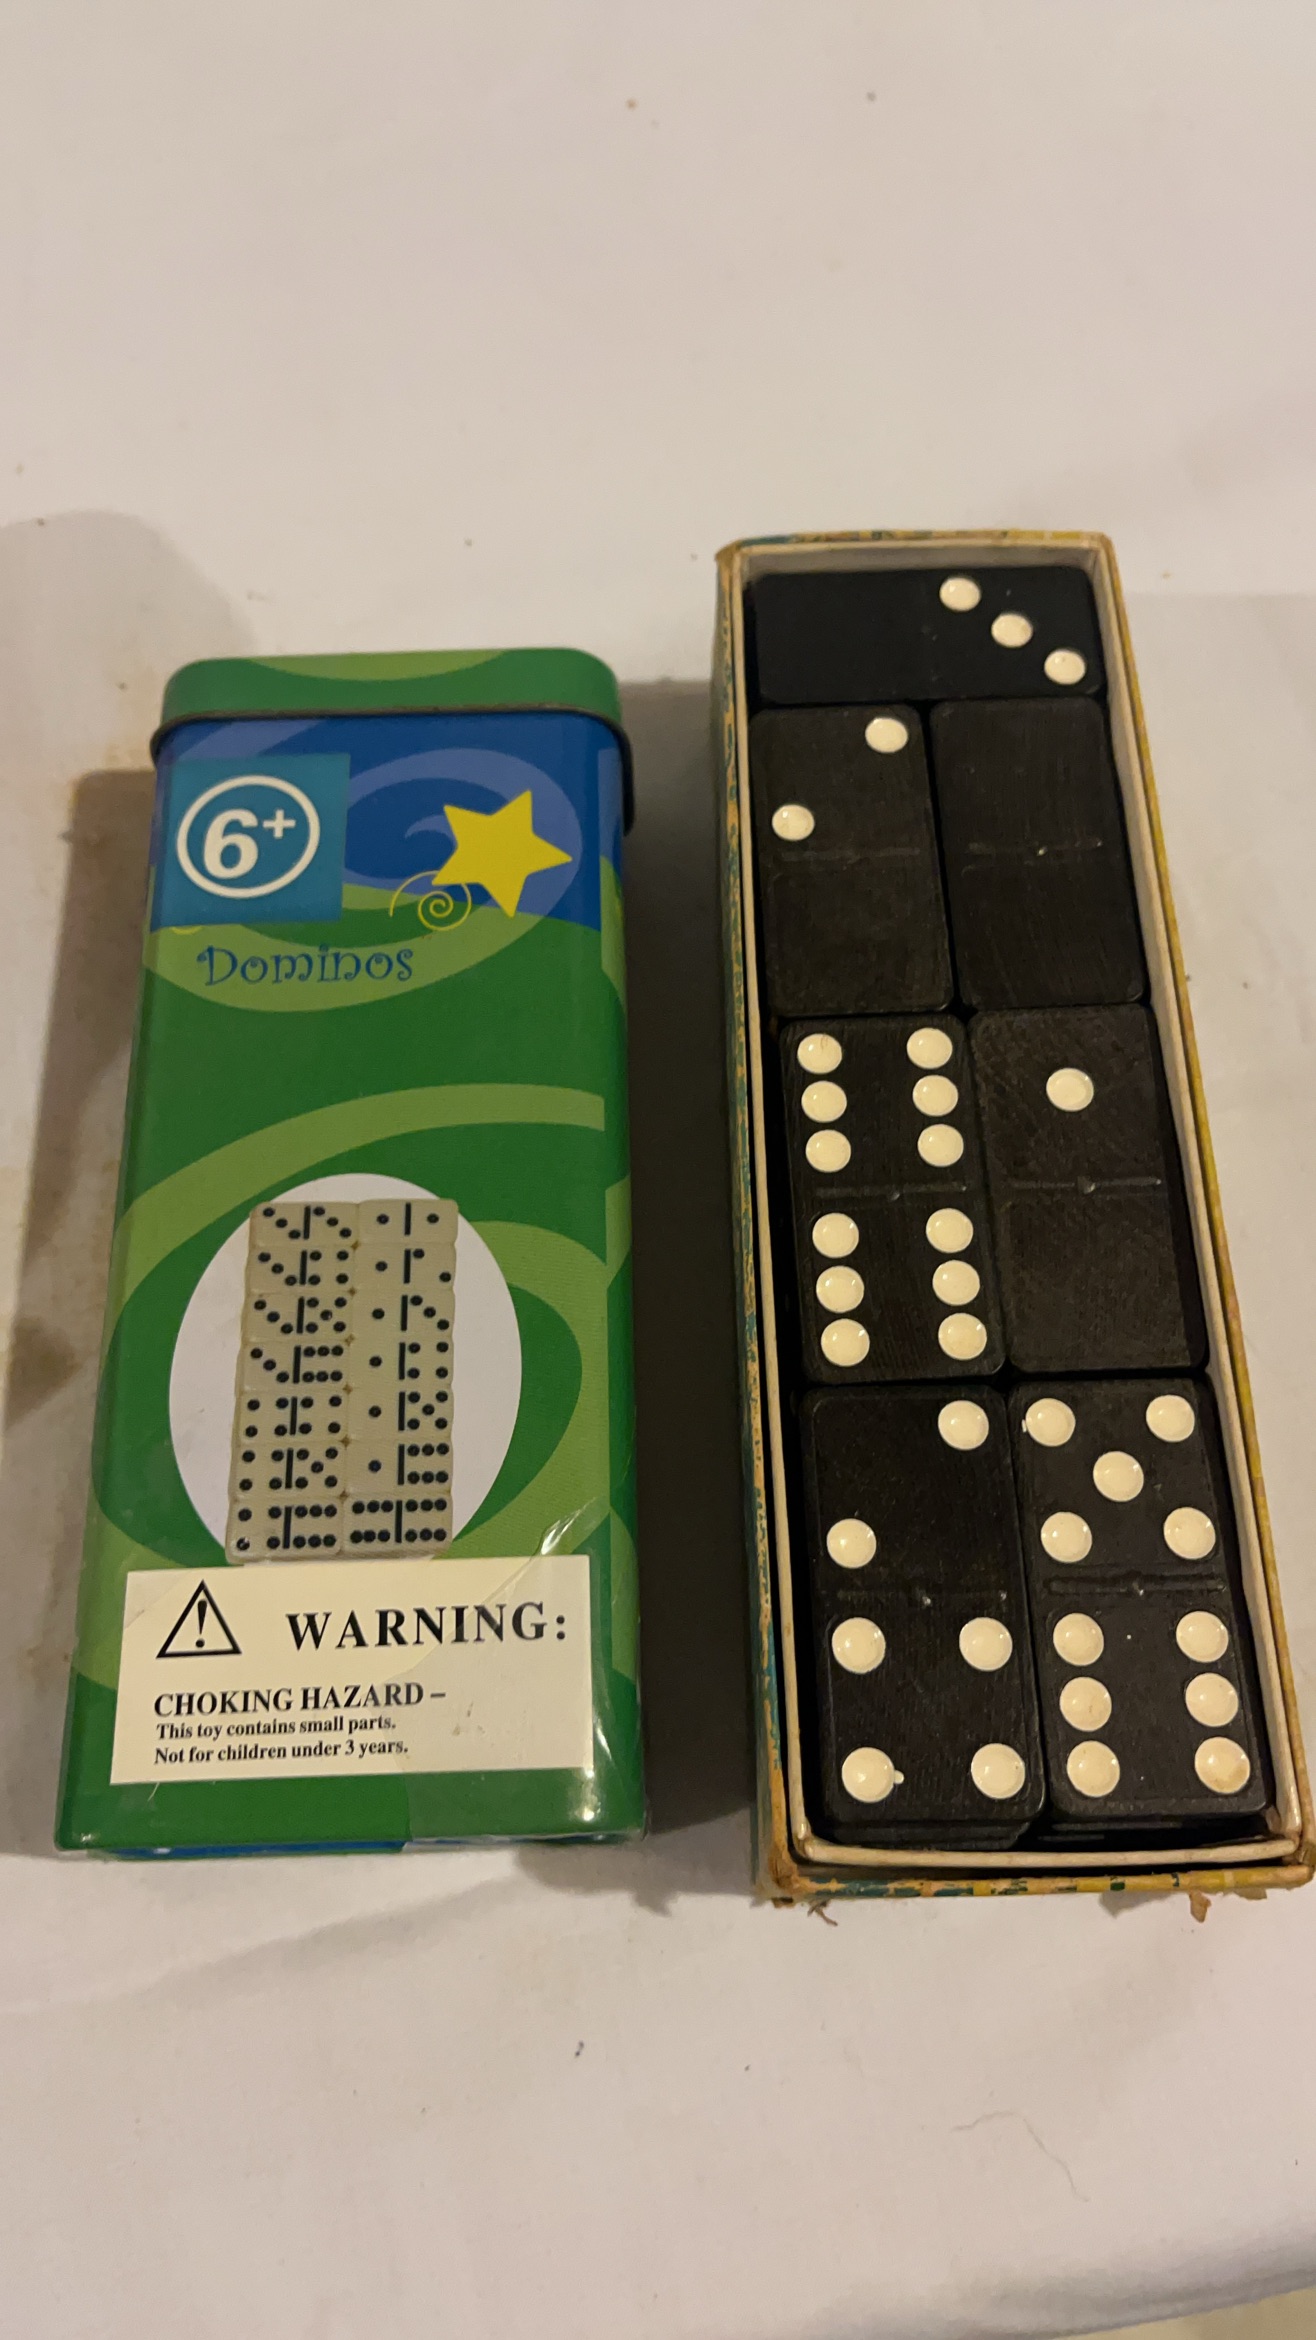 6+
Dominos
WARNING:
CHOKING HAZARD –
This toy contains small parts.
Not for children under 3 years.